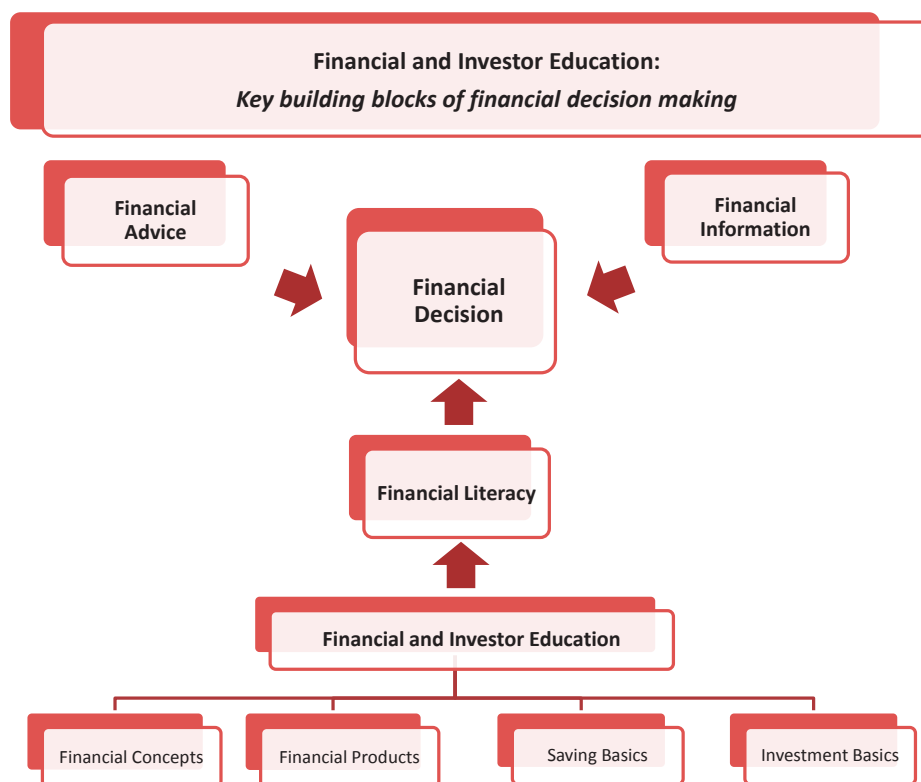 Financial and Investor Education:
Key building blocks of financial decision making
Financial
Advice
Financial
Information
Financial
Decision
Financial Literacy
Financial and Investor Education
Financial Concepts
Financial Products
Saving Basics
Investment Basics